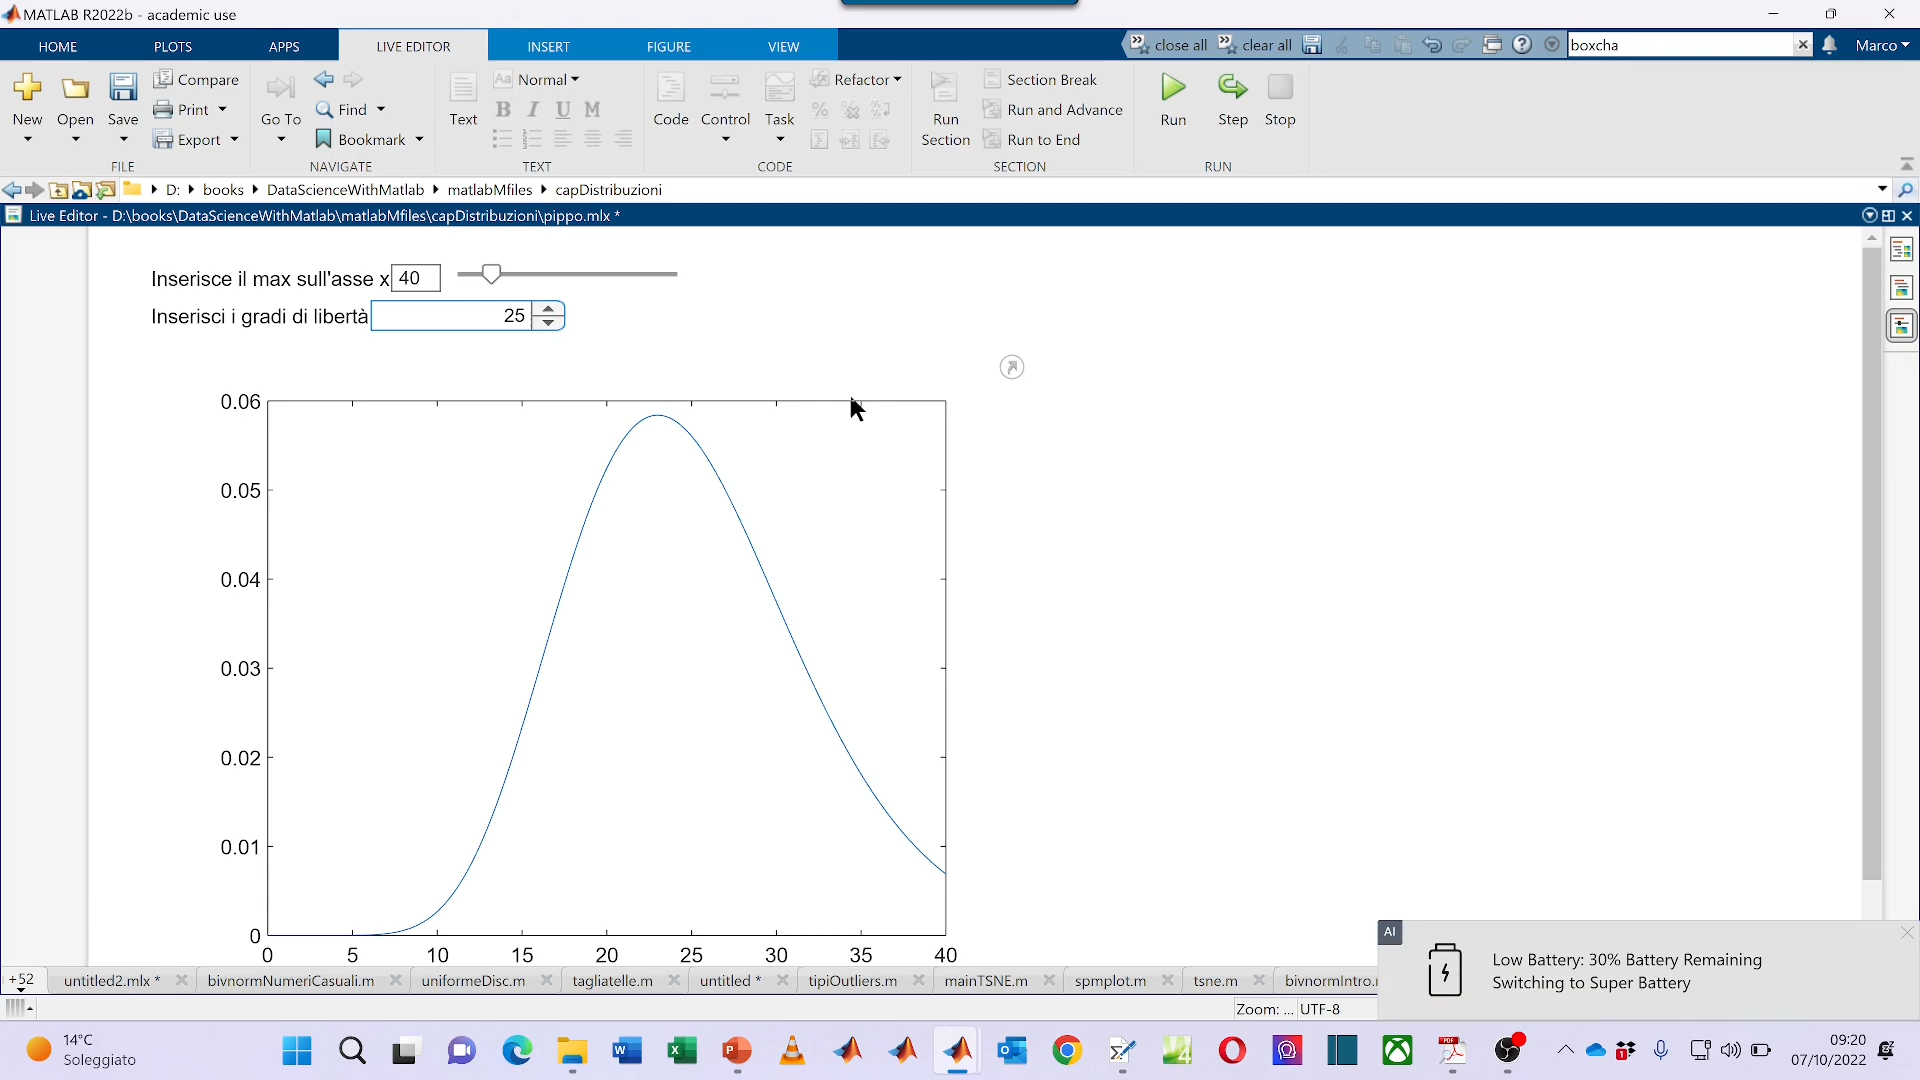 MATLAB R2022b - academic use
HOME PLOTS APPS LIVE EDITOR INSERT FIGURE VIEW close all clear all boxcha Marco
New Open Save Compare Print Export Go To Find Bookmark Text Aa Normal B I U M Code Control Task Refactor Run Section Section Break Run and Advance Run to End Run Step Stop
FILE NAVIGATE TEXT CODE SECTION RUN
D: books DataScienceWithMatlab matlabMfiles capDistribuzioni
Live Editor - D:\books\DataScienceWithMatlab\matlabMfiles\capDistribuzioni\pippo.mlx *
Inserisce il max sull'asse x 40
Inserisci i gradi di libertà 25
0.06
0.05
0.04
0.03
0.02
0.01
0
0 5 10 15 20 25 30 35 40
AI
Low Battery: 30% Battery Remaining
Switching to Super Battery
+52 untitled2.mlx * bivnormNumeriCasuali.m uniformeDisc.m tagliatelle.m untitled * tipiOutliers.m mainTSNE.m spmplot.m tsne.m bivnormIntro.
Zoom: ... UTF-8
14°C
Soleggiato
09:20
07/10/2022